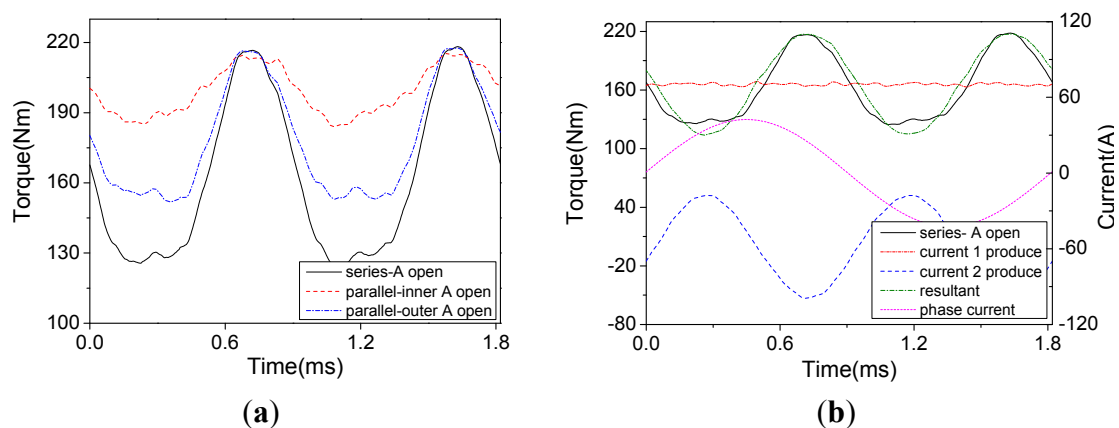 220
190
160
130
100
Torque(Nm)
series-A open
parallel-inner A open
parallel-outer A open
0.0 0.6 1.2 1.8
Time(ms)
(a)
220
160
100
40
-20
-80
Torque(Nm)
120
60
0
-60
-120
Current(A)
series- A open
current 1 produce
current 2 produce
resultant
phase current
0.0 0.6 1.2 1.8
Time(ms)
(b)